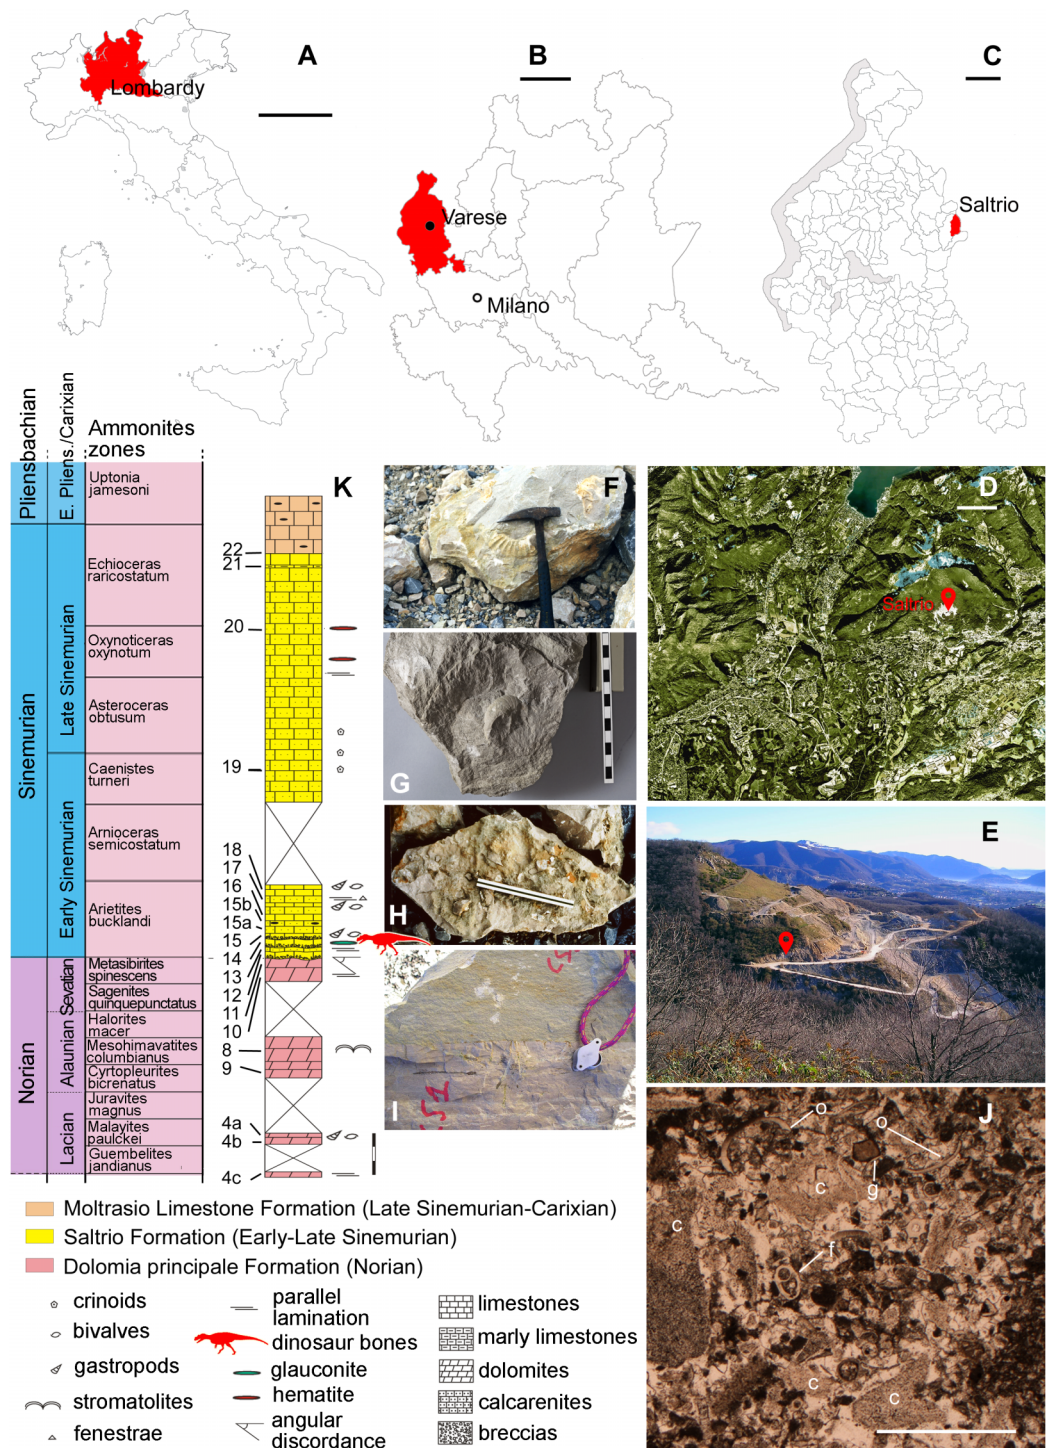 A
B
C
Lombardy
Varese
Milano
Saltrio
Pliensbachian
E. Pliens./Carixian
Ammonites
zones
Uptonia
jamesoni
Sinemurian
Late Sinemurian
Echioceras
raricostatum
Oxynoticeras
oxynotum
Asteroceras
obtusum
Early Sinemurian
Caenistes
turneri
Arnioceras
semicostatum
Arietites
bucklandi
Norian
Sevatian
Metasibirites
spinescens
Sagenites
quinquepunctatus
Alaunian
Halorites
macer
Mesohimavatites
columbianus
Cyrtopleurites
bicrenatus
Lacian
Juravites
magnus
Malayites
paulckei
Guembelites
jandianus
K
22
21
20
19
18
17
16
15b
15a
15
14
13
12
11
10
8
9
4a
4b
4c
F
G
H
I
D
Saltrio
E
J
o
o
g
c
c
f
c
c
Moltrasio Limestone Formation (Late Sinemurian-Carixian)
Saltrio Formation (Early-Late Sinemurian)
Dolomia principale Formation (Norian)
crinoids
bivalves
gastropods
stromatolites
fenestrae
parallel
lamination
dinosaur bones
glauconite
hematite
angular
discordance
limestones
marly limestones
dolomites
calcarenites
breccias